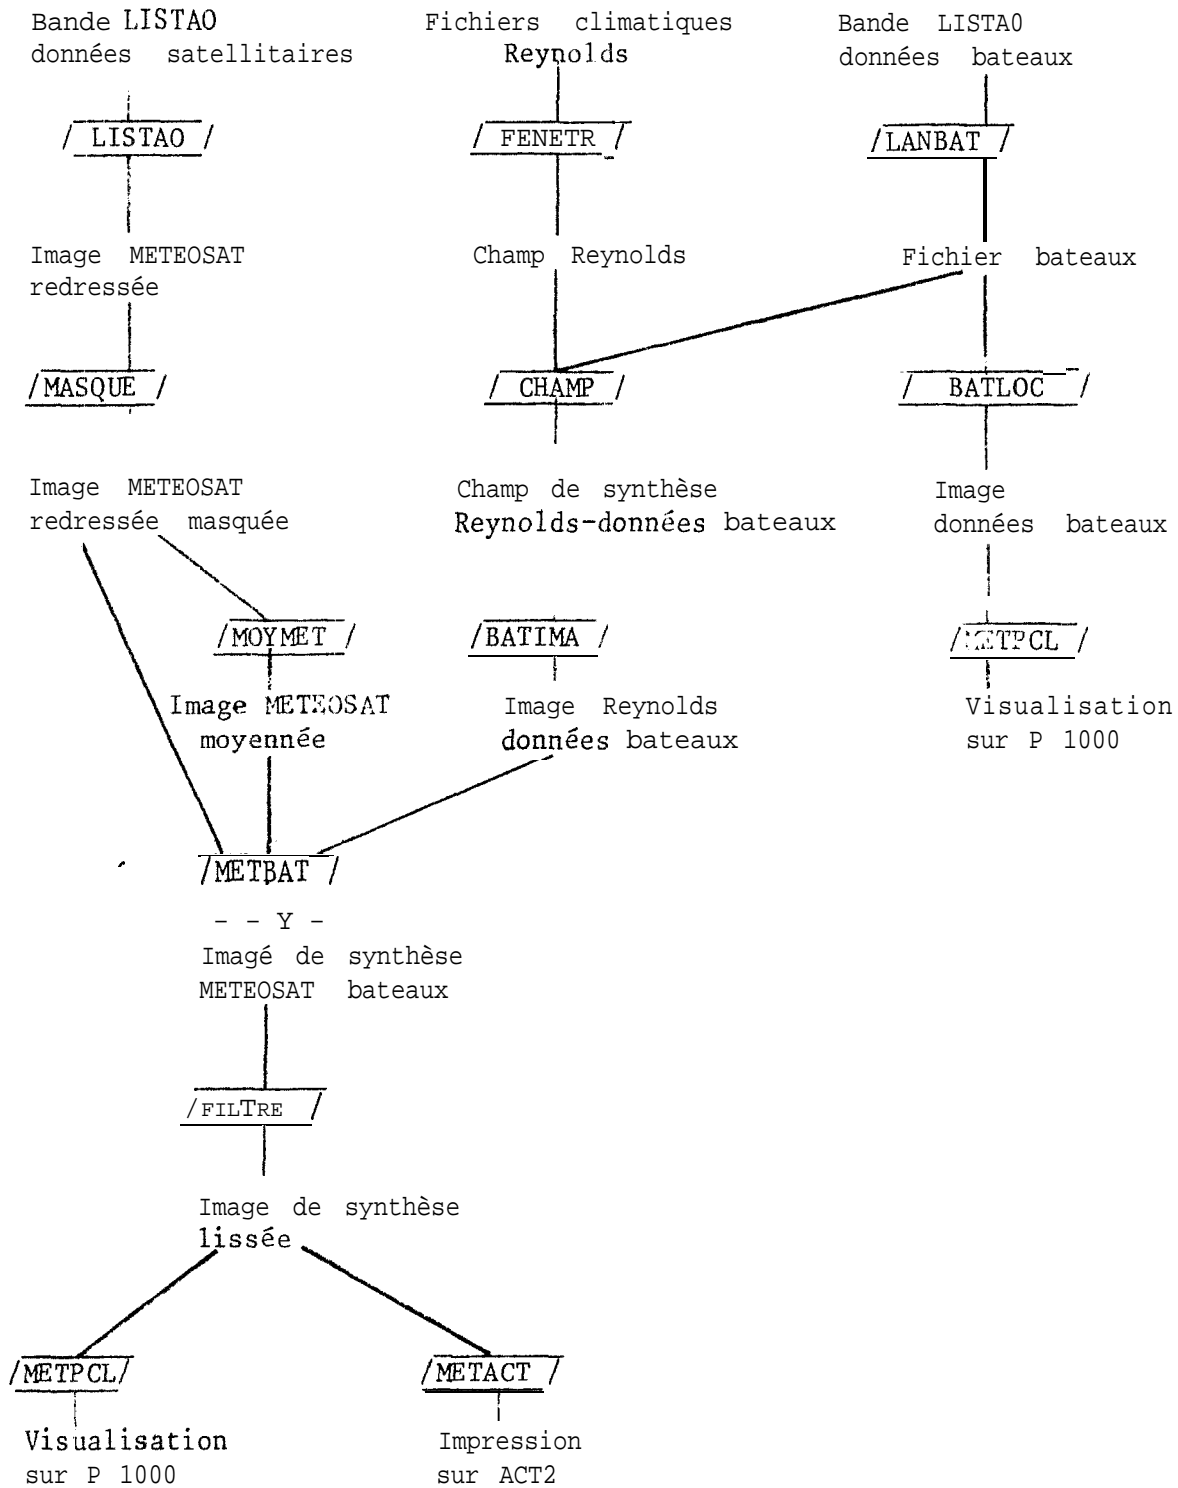 Bande LISTAO
données satellitaires
Fichiers climatiques
Reynolds
Bande LISTAO
données bateaux
/ LISTAO /
/ FENETR /
/LANBAT /
Image METEOSAT
redressée
Champ Reynolds
Fichier bateaux
/MASQUE /
/ CHAMP /
/ BATLOC /
Image METEOSAT
redressée masquée
Champ de synthèse
Reynolds-données bateaux
Image
données bateaux
/MOYMET /
/BATIMA /
/METPCL /
Image METEOSAT
moyennée
Image Reynolds
données bateaux
Visualisation
sur P 1000
/METBAT /
- - Y -
Imagé de synthèse
METEOSAT bateaux
/FILTRE /
Image de synthèse
lissée
/METPCL/
/METACT /
Visualisation
sur P 1000
Impression
sur ACT2